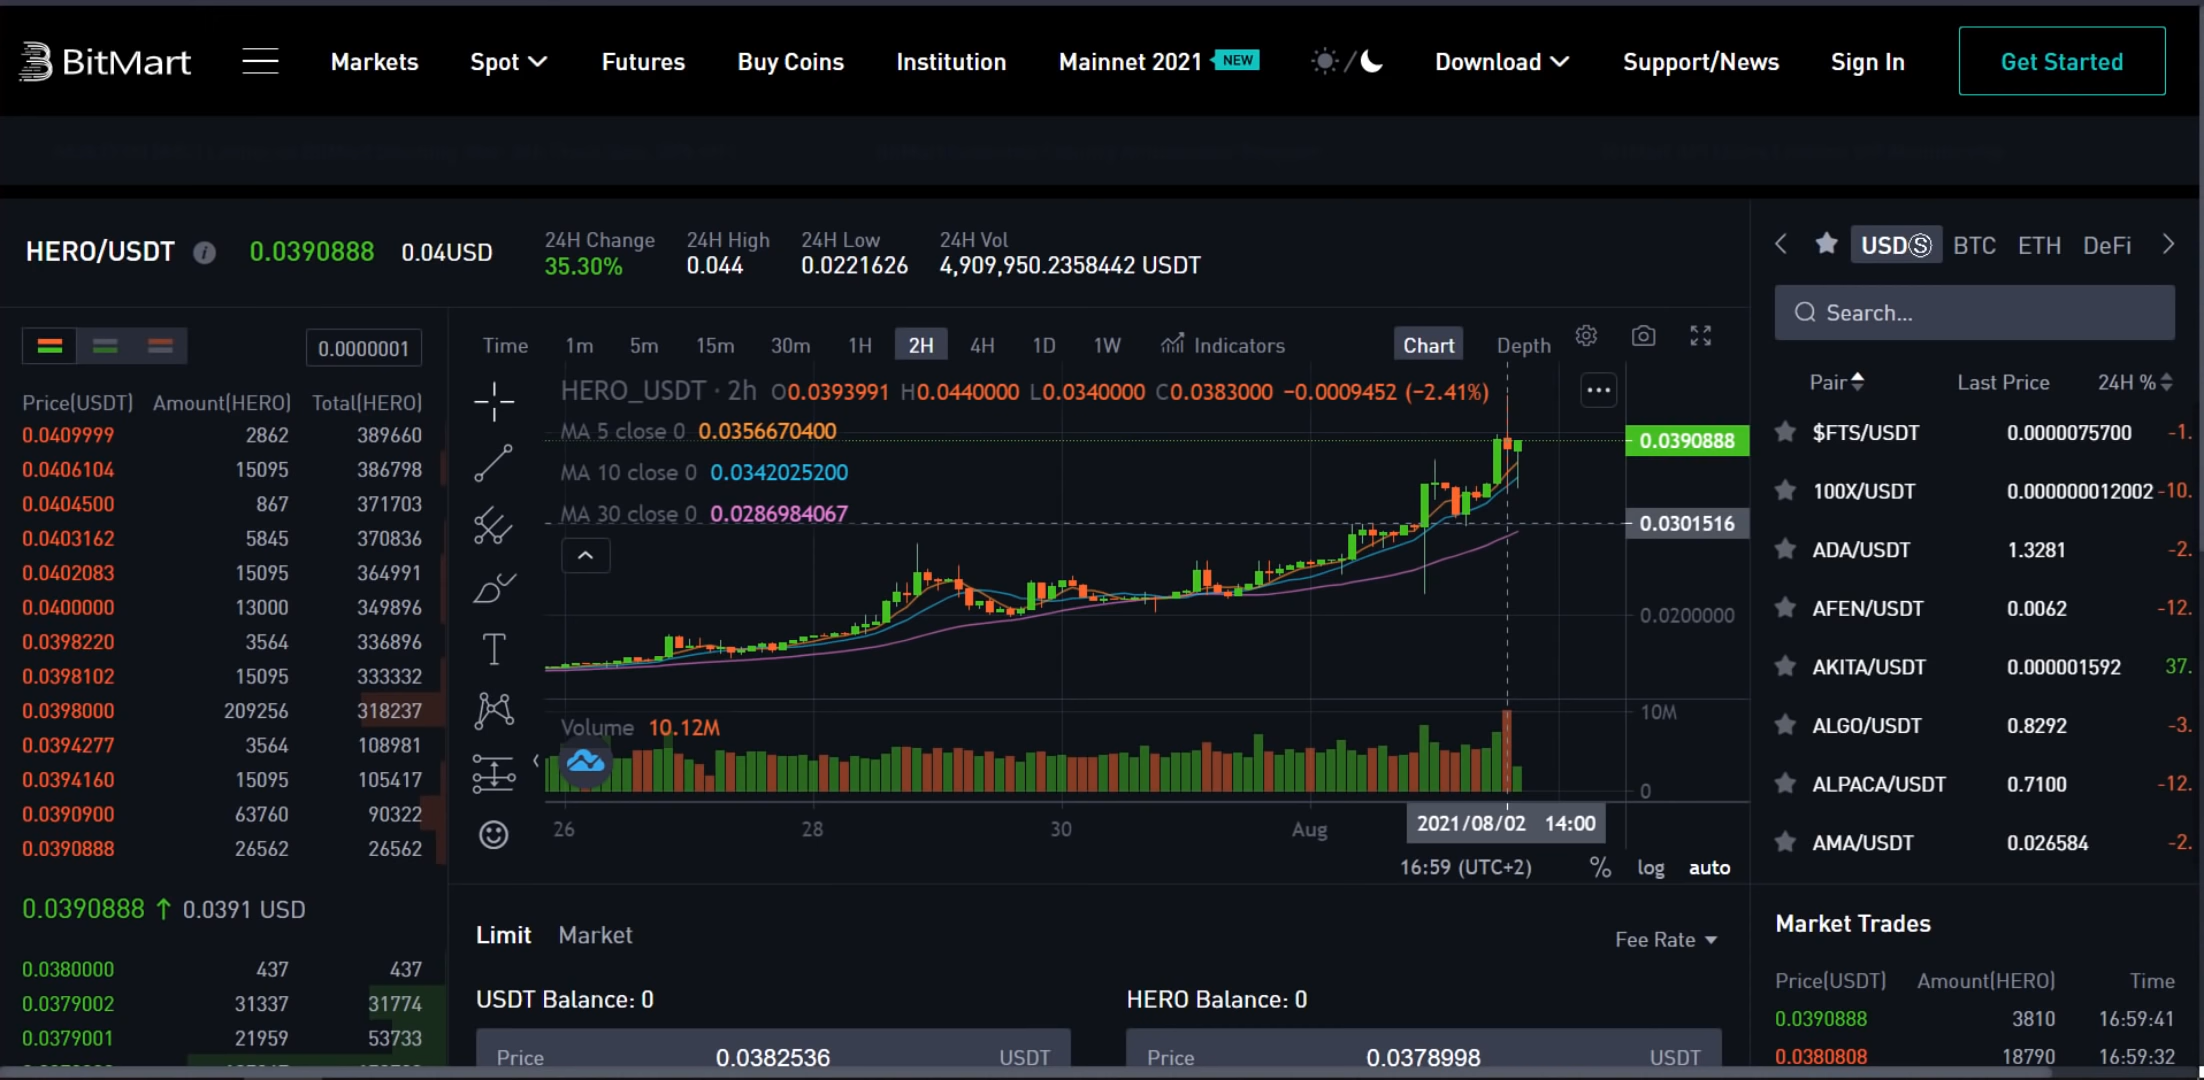 BitMart Markets Spot Futures Buy Coins Institution Mainnet 2021 NEW / Download Support/News Sign In Get Started
HERO/USDT i 0.0390888 0.04USD
24H Change 24H High 24H Low 24H Vol
35.30% 0.044 0.0221626 4,909,950.2358442 USDT
0.0000001
Price(USDT) Amount(HERO) Total(HERO)
0.0409999 2862 389660
0.0406104 15095 386798
0.0404500 867 371703
0.0403162 5845 370836
0.0402083 15095 364991
0.0400000 13000 349896
0.0398220 3564 336896
0.0398102 15095 333332
0.0398000 209256 318237
0.0394277 3564 108981
0.0394160 15095 105417
0.0390900 63760 90322
0.0390888 26562 26562
0.0390888 ↑ 0.0391 USD
0.0380000 437 437
0.0379002 31337 31774
0.0379001 21959 53733
Time 1m 5m 15m 30m 1H 2H 4H 1D 1W Indicators Chart Depth
HERO_USDT · 2h O0.0393991 H0.0440000 L0.0340000 C0.0383000 −0.0009452 (−2.41%)
MA 5 close 0 0.0356670400
MA 10 close 0 0.0342025200
MA 30 close 0 0.0286984067
0.0390888
0.0301516
0.0200000
Volume 10.12M
10M
0
26 28 30 Aug 2021/08/02 14:00
16:59 (UTC+2) % log auto
Limit Market
Fee Rate
USDT Balance: 0 HERO Balance: 0
Price 0.0382536 USDT Price 0.0378998 USDT
USDⓈ BTC ETH DeFi
Search...
Pair Last Price 24H %
$FTS/USDT 0.0000075700 -1.
100X/USDT 0.000000012002 -10.
ADA/USDT 1.3281 -2.
AFEN/USDT 0.0062 -12.
AKITA/USDT 0.000001592 37.
ALGO/USDT 0.8292 -3.
ALPACA/USDT 0.7100 -12.
AMA/USDT 0.026584 -2.
Market Trades
Price(USDT) Amount(HERO) Time
0.0390888 3810 16:59:41
0.0380808 18790 16:59:32